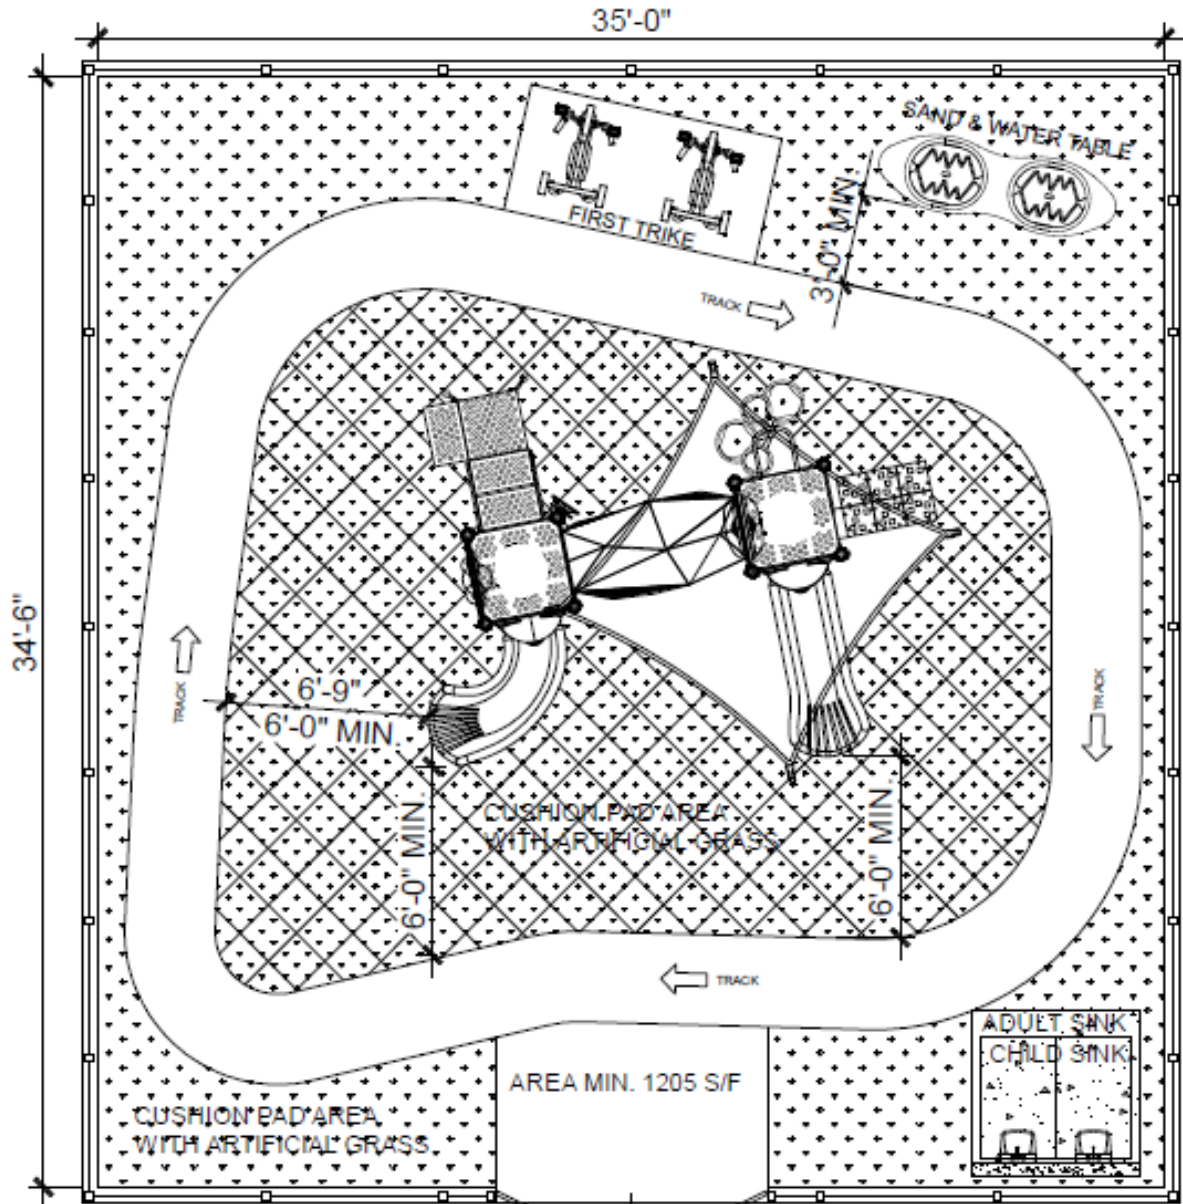 35'-0"
SAND & WATER TABLE
FIRST TRIKE
3'-0" MIN.
TRACK
34'-6"
TRACK
6'-9"
6'-0" MIN.
TRACK
CUSHION PAD AREA
WITH ARTIFICIAL GRASS
6'-0" MIN.
6'-0" MIN.
TRACK
ADULT SINK
CHILD SINK
AREA MIN. 1205 S/F
CUSHION PAD AREA
WITH ARTIFICIAL GRASS